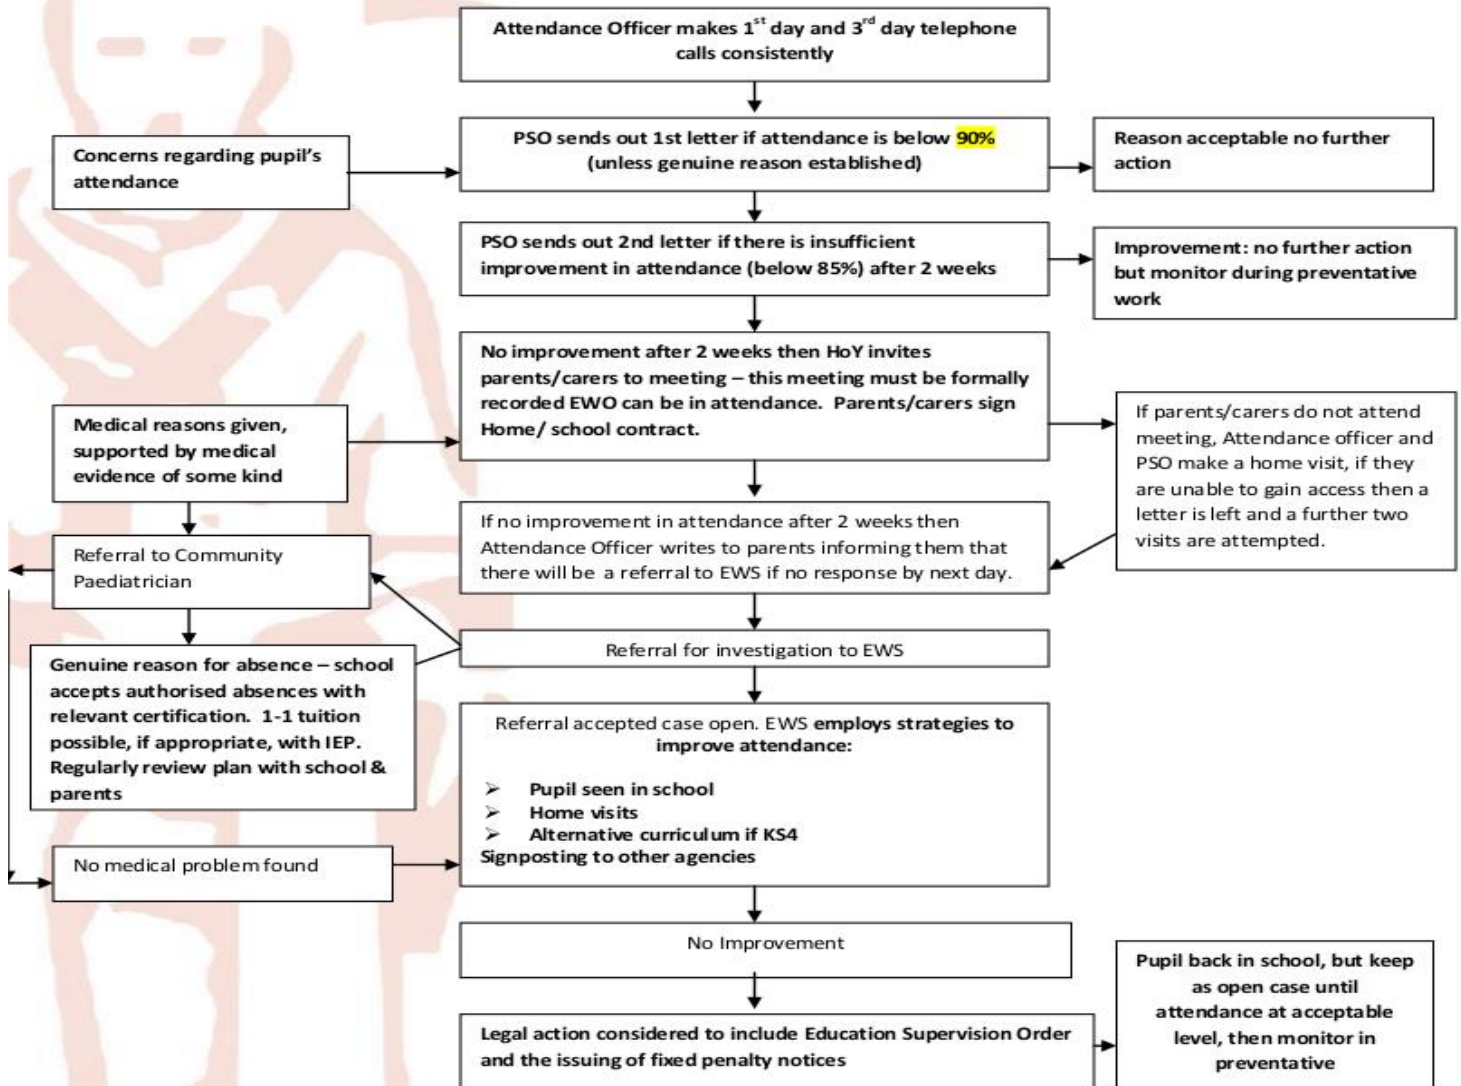 Attendance Officer makes 1st day and 3rd day telephone
calls consistently
Concerns regarding pupil's
attendance
PSO sends out 1st letter if attendance is below 90%
(unless genuine reason established)
Reason acceptable no further
action
PSO sends out 2nd letter if there is insufficient
improvement in attendance (below 85%) after 2 weeks
Improvement: no further action
but monitor during preventative
work
No improvement after 2 weeks then HoY invites
parents/carers to meeting – this meeting must be formally
recorded EWO can be in attendance.  Parents/carers sign
Home/ school contract.
Medical reasons given,
supported by medical
evidence of some kind
If parents/carers do not attend
meeting, Attendance officer and
PSO make a home visit, if they
are unable to gain access then a
letter is left and a further two
visits are attempted.
If no improvement in attendance after 2 weeks then
Attendance Officer writes to parents informing them that
there will be a referral to EWS if no response by next day.
Referral to Community
Paediatrician
Referral for investigation to EWS
Genuine reason for absence – school
accepts authorised absences with
relevant certification.  1-1 tuition
possible, if appropriate, with IEP.
Regularly review plan with school &
parents
Referral accepted case open. EWS employs strategies to
improve attendance:
➢ Pupil seen in school
➢ Home visits
➢ Alternative curriculum if KS4
Signposting to other agencies
No medical problem found
No Improvement
Pupil back in school, but keep
as open case until
attendance at acceptable
level, then monitor in
preventative
Legal action considered to include Education Supervision Order
and the issuing of fixed penalty notices